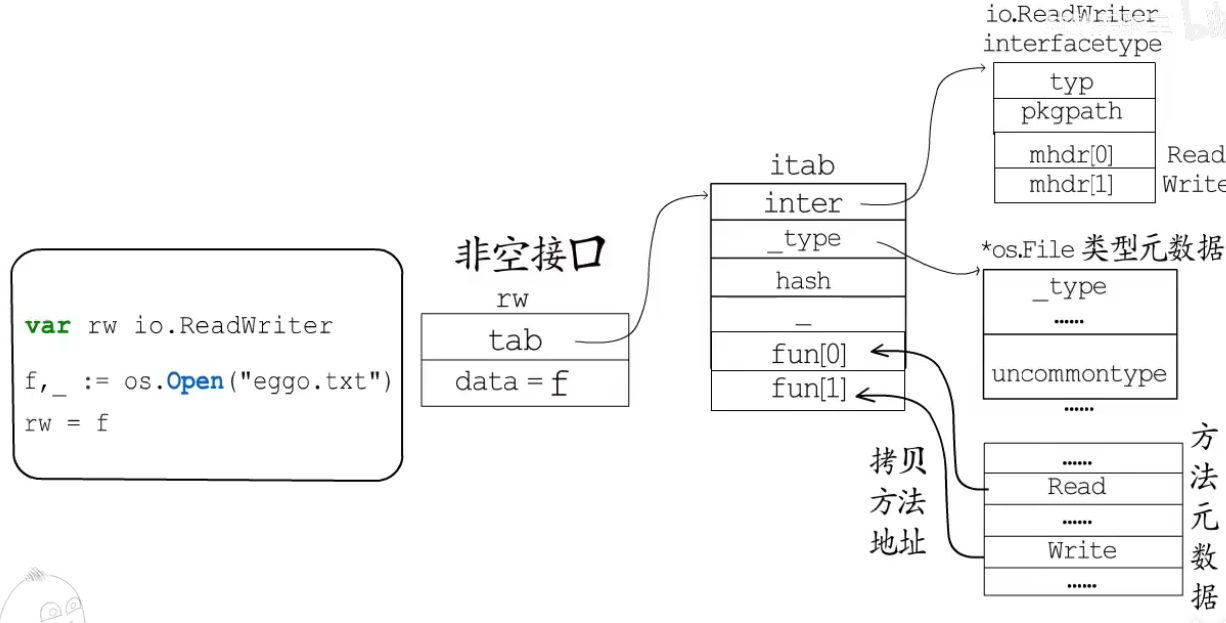 io.ReadWriter
interfacetype
typ
pkgpath
mhdr[0] Read
mhdr[1] Write
itab
inter
_type
hash
_
fun[0]
fun[1]
*os.File 类型元数据
_type
......
uncommontype
......
非空接口
rw
tab
data = f
var rw io.ReadWriter
f,_ := os.Open("eggo.txt")
rw = f
拷贝
方法
地址
......
Read
......
Write
......
方
法
元
数
据